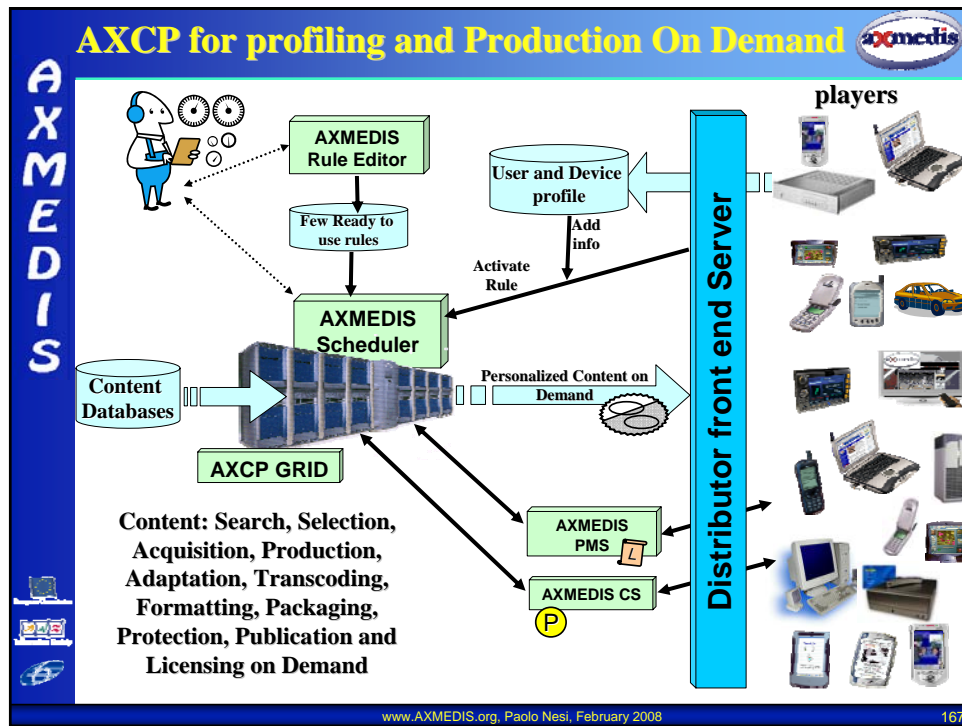 AXCP for profiling and Production On Demand
axmedis
AXMEDIS
players
AXMEDIS
Rule Editor
User and Device
profile
Few Ready to
use rules
Add
info
Activate
Rule
AXMEDIS
Scheduler
Content
Databases
Personalized Content on
Demand
AXCP GRID
Distributor front end Server
Content: Search, Selection,
Acquisition, Production,
Adaptation, Transcoding,
Formatting, Packaging,
Protection, Publication and
Licensing on Demand
AXMEDIS
PMS
L
AXMEDIS CS
P
www.AXMEDIS.org, Paolo Nesi, February 2008
167